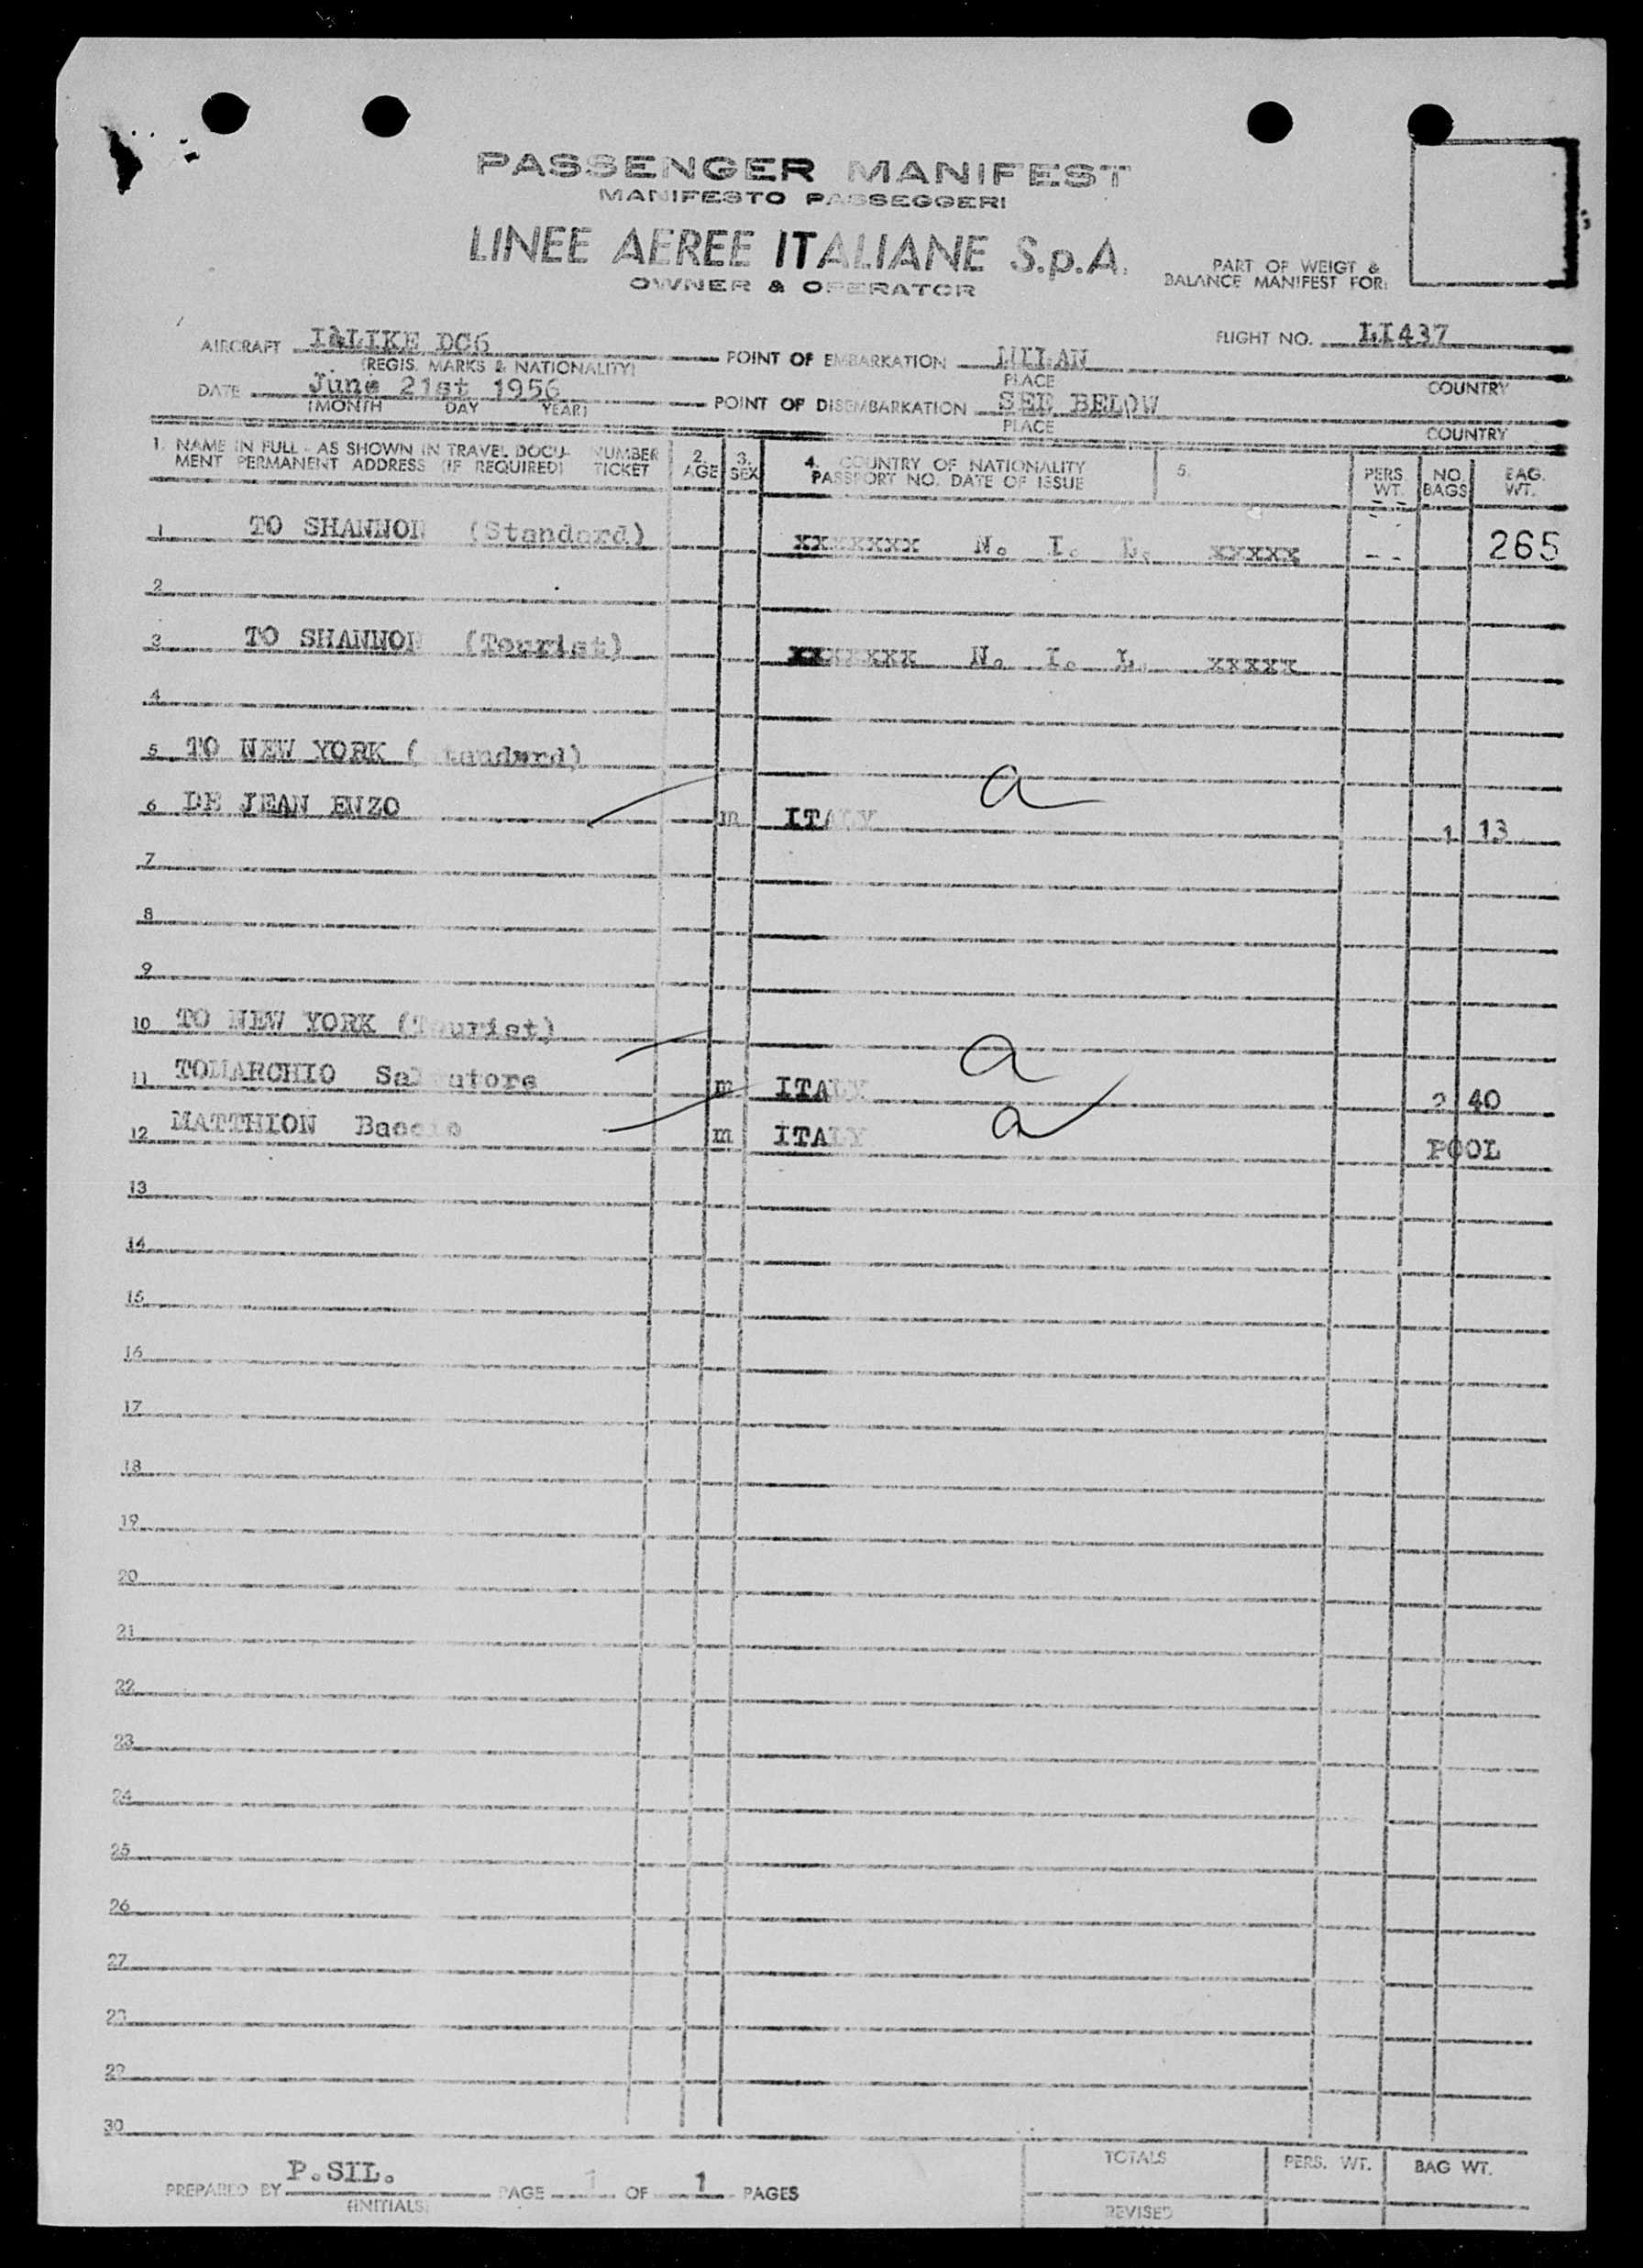 PASSENGER MANIFEST
MANIFESTO PASSEGGERI
LINEE AEREE ITALIANE S.p.A.
OWNER & OPERATOR
PART OF WEIGT &
BALANCE MANIFEST FOR:
AIRCRAFT I&LIKE DC6
(REGIS. MARKS & NATIONALITY)
POINT OF EMBARKATION MILAN
PLACE
COUNTRY
FLIGHT NO. LI437
DATE June 21st 1956
(MONTH DAY YEAR)
POINT OF DISEMBARKATION SEE BELOW
PLACE
COUNTRY
1. NAME IN FULL - AS SHOWN IN TRAVEL DOCU- NUMBER
MENT PERMANENT ADDRESS (IF REQUIRED) TICKET
2. AGE
3. SEX
4. COUNTRY OF NATIONALITY
PASSPORT NO. DATE OF ISSUE
5.
PERS. WT.
NO. BAGS
BAG. WT.
1 TO SHANNON (Standard) xxxxxxx N. I. L. xxxxx -- 265
2
3 TO SHANNON (Tourist) xxxxxxx N. I. L. xxxxx
4
5 TO NEW YORK ( tandard)
6 DE JEAN ENZO m ITALY a 1 13
7
8
9
10 TO NEW YORK (Tourist)
11 TOMARCHIO Salvatore m ITALY a 2 40
12 MATTHION m ITALY a POOL
13
14
15
16
17
18
19
20
21
22
23
24
25
26
27
28
29
30
PREPARED BY P.SIL.
(INITIALS)
PAGE 1 OF 1 PAGES
TOTALS
PERS. WT.
BAG WT.
REVISED